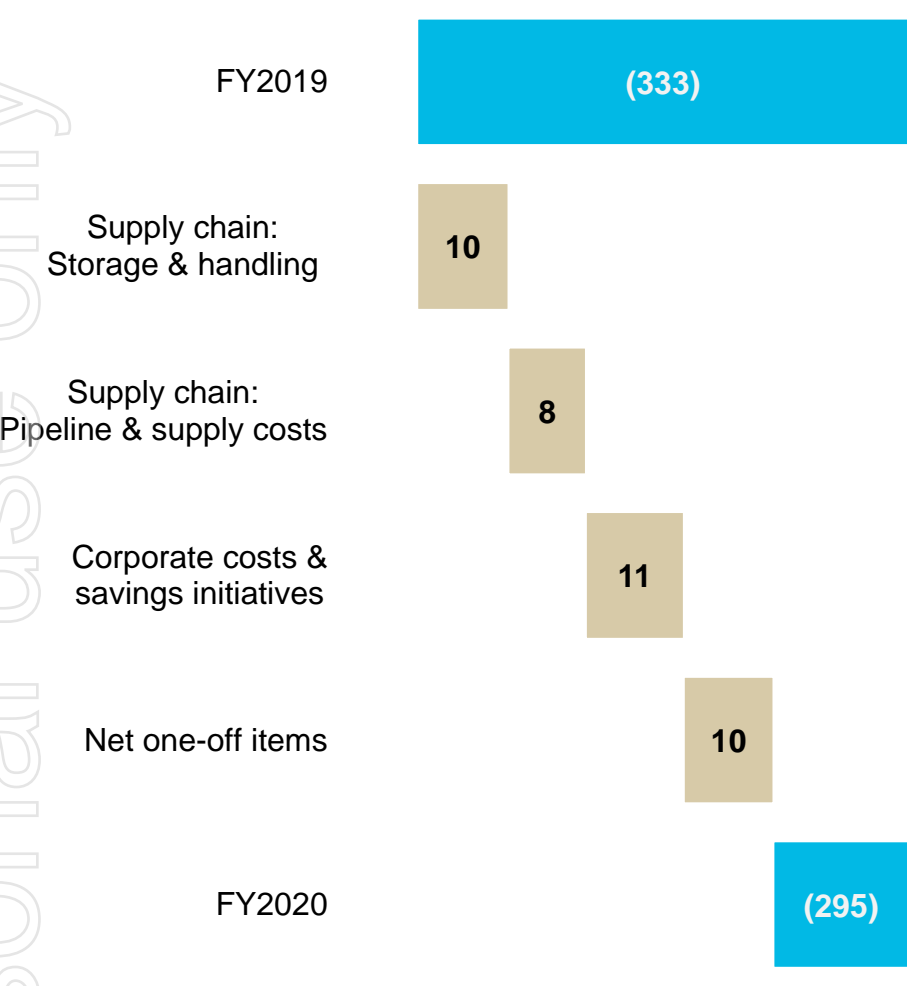 FY2019
(333)
Supply chain:
Storage & handling
10
Supply chain:
Pipeline & supply costs
8
Corporate costs &
savings initiatives
11
Net one-off items
10
FY2020
(295)